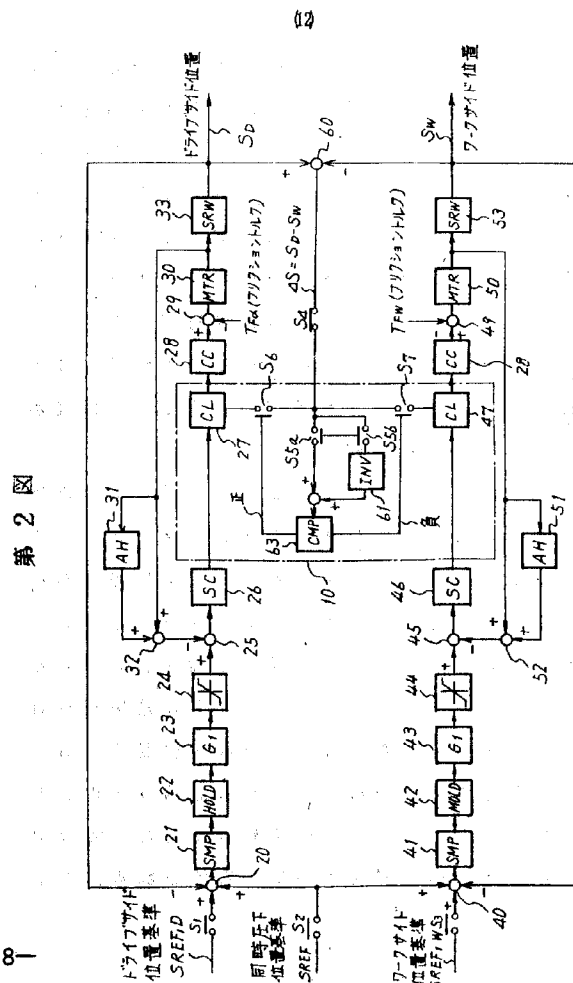 8
(12)
第 2 図
ドライブサイド
位置基準
SREF,D
S1
同時圧下
位置基準
SREF
S2
ワークサイド
位置基準
SREF,W
S3
20
SMP
21
HOLD
22
G1
23
24
25
SC
26
CL
27
CC
28
29
MTR
30
SRW
33
AH
31
32
TFd(フリクショントルク)
ドライブサイド位置
SD
S6
正
CMP
63
10
S5a
S5b
INV
61
負
S7
S4
ΔS=SD-SW
60
40
SMP
41
MOLD
42
G1
43
44
45
SC
46
CL
47
CC
28
49
MTR
50
SRW
53
AH
51
52
TFW(フリクショントルク)
SW
ワークサイド位置